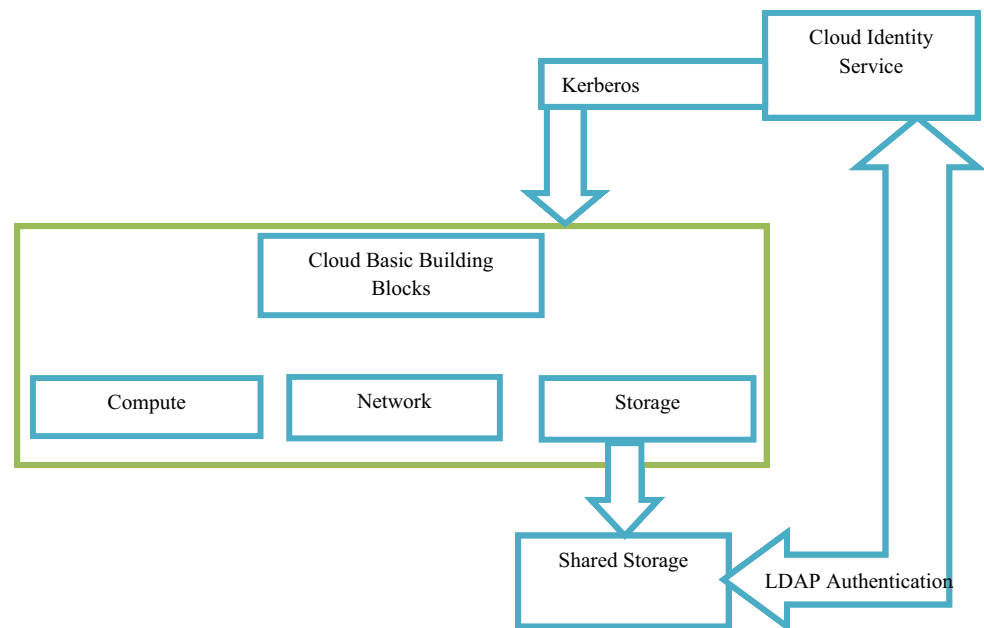 Cloud Identity
Service
Kerberos
Cloud Basic Building
Blocks
Compute
Network
Storage
Shared Storage
LDAP Authentication